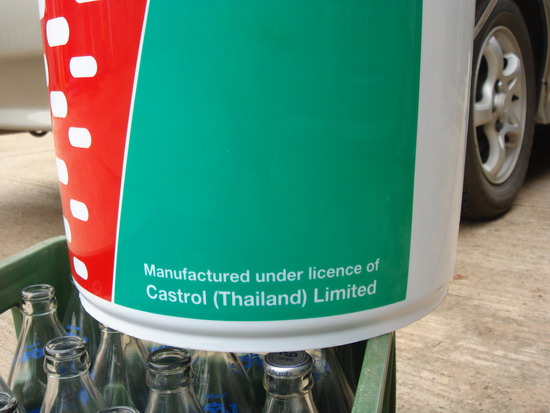 Manufactured under licence of
Castrol (Thailand) Limited